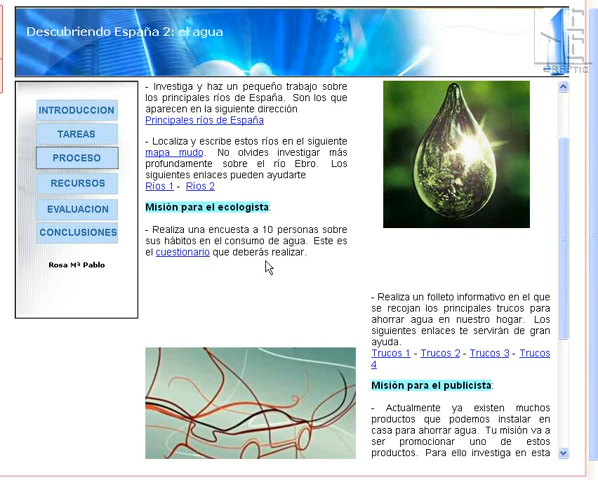 Descubriendo España 2: el agua
INTRODUCCION
TAREAS
PROCESO
RECURSOS
EVALUACION
CONCLUSIONES
Rosa Mª Pablo
- Investiga y haz un pequeño trabajo sobre
los principales ríos de España. Son los que
aparecen en la siguiente dirección
Principales ríos de España
- Localiza y escribe estos ríos en el siguiente
mapa mudo. No olvides investigar más
profundamente sobre el río Ebro. Los
siguientes enlaces pueden ayudarte
Ríos 1 - Ríos 2
Misión para el ecologista:
- Realiza una encuesta a 10 personas sobre
sus hábitos en el consumo de agua. Este es
el cuestionario que deberás realizar.
- Realiza un folleto informativo en el que
se recojan los principales trucos para
ahorrar agua en nuestro hogar. Los
siguientes enlaces te servirán de gran
ayuda.
Trucos 1 - Trucos 2 - Trucos 3 - Trucos
4
Misión para el publicista:
- Actualmente ya existen muchos
productos que podemos instalar en
casa para ahorrar agua. Tu misión va a
ser promocionar uno de estos
productos. Para ello investiga en esta